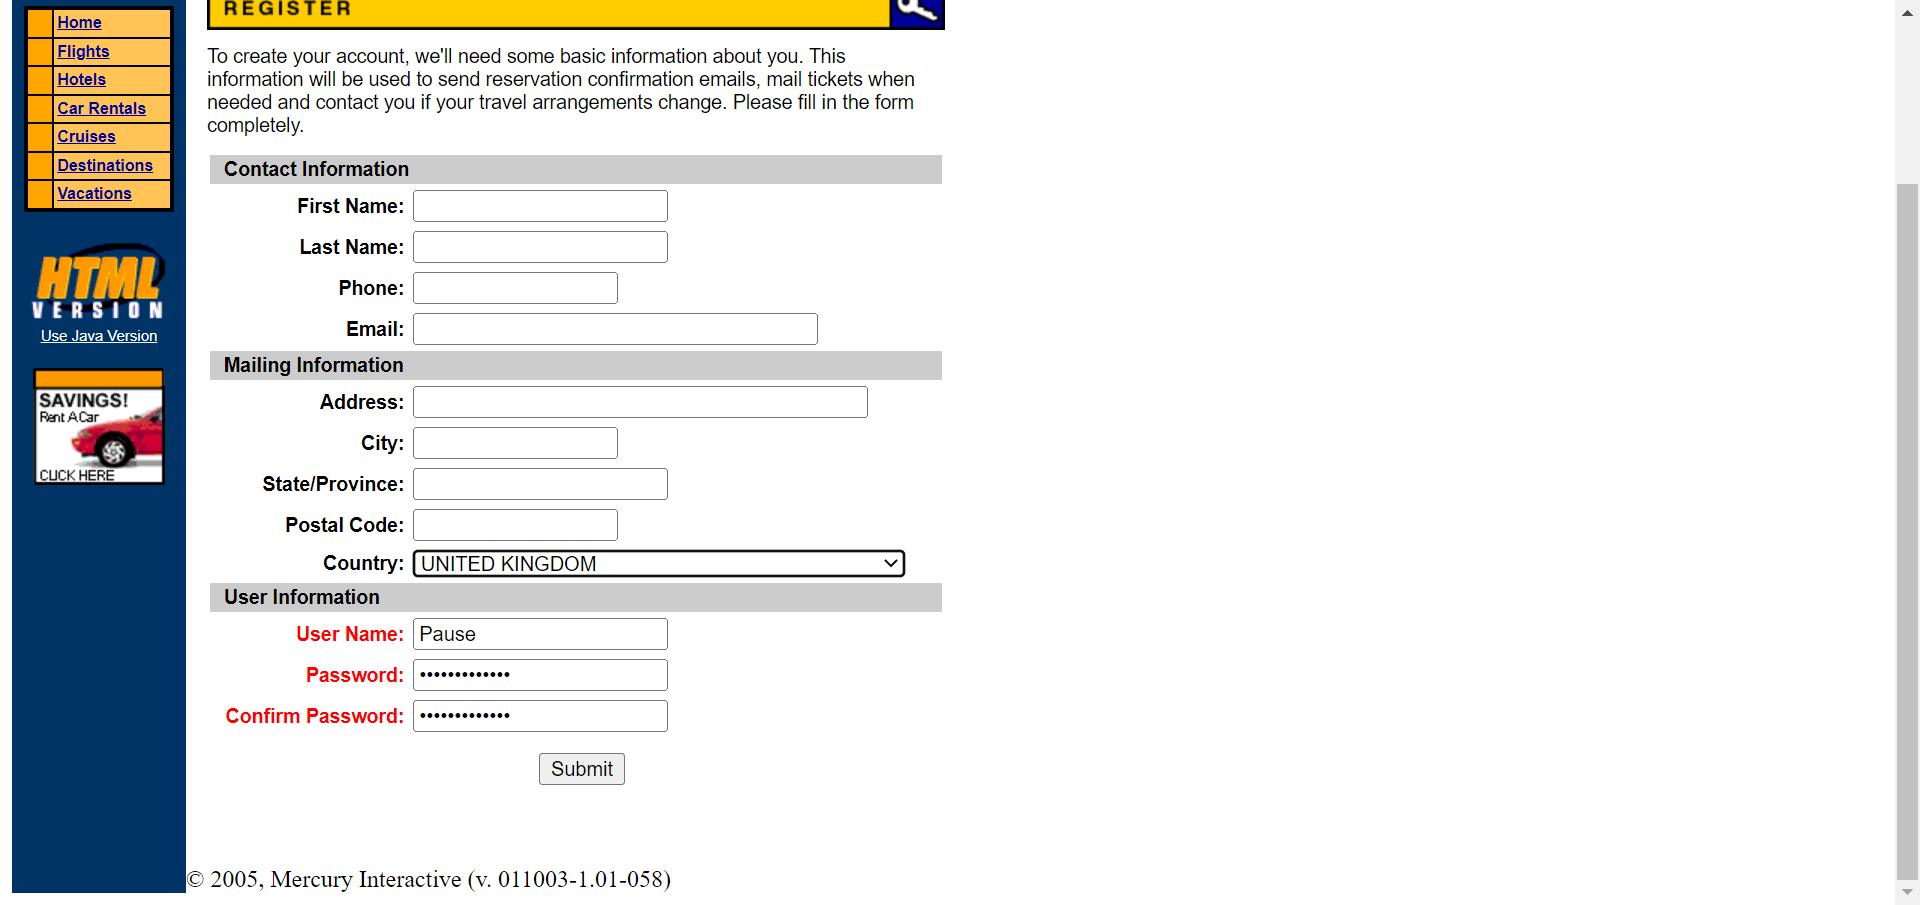 REGISTER
Home
Flights
Hotels
Car Rentals
Cruises
Destinations
Vacations
HTML
VERSION
Use Java Version
SAVINGS!
Rent A Car
CLICK HERE
To create your account, we'll need some basic information about you. This
information will be used to send reservation confirmation emails, mail tickets when
needed and contact you if your travel arrangements change. Please fill in the form
completely.
Contact Information
First Name:
Last Name:
Phone:
Email:
Mailing Information
Address:
City:
State/Province:
Postal Code:
Country: UNITED KINGDOM
User Information
User Name: Pause
Password: •••••••••••••
Confirm Password: •••••••••••••
Submit
© 2005, Mercury Interactive (v. 011003-1.01-058)